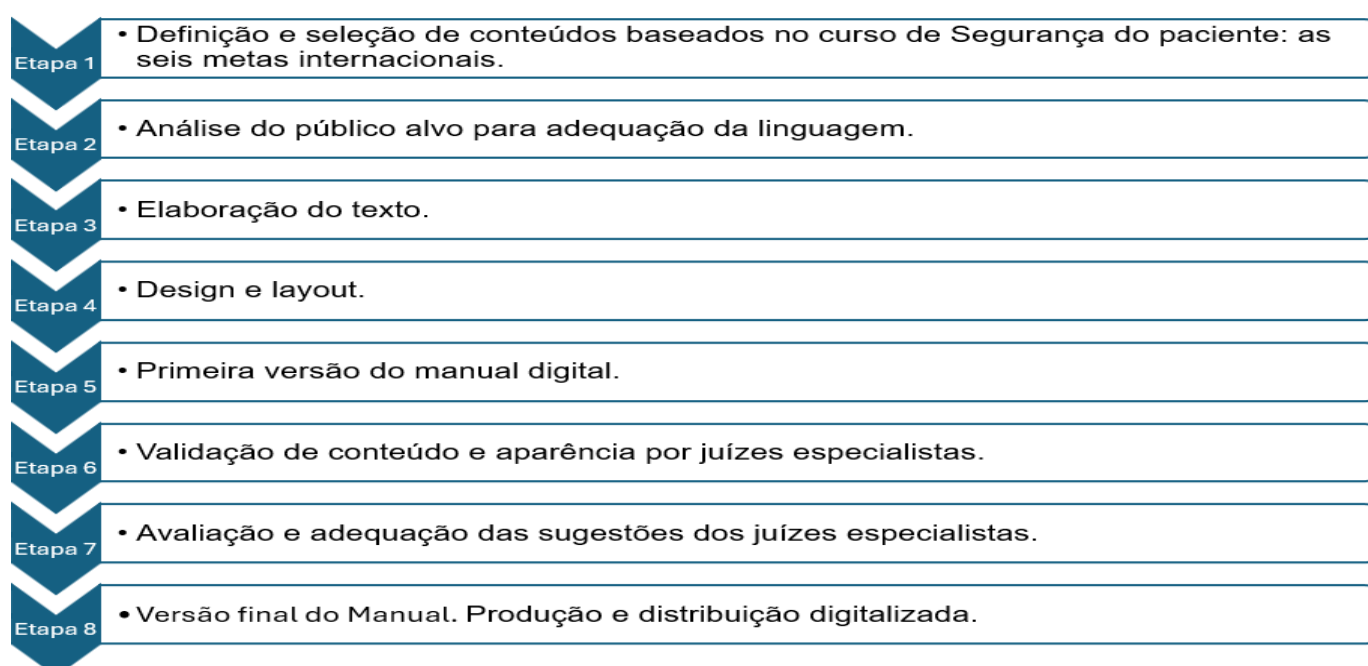 Etapa 1
• Definição e seleção de conteúdos baseados no curso de Segurança do paciente: as
seis metas internacionais.
Etapa 2
• Análise do público alvo para adequação da linguagem.
Etapa 3
• Elaboração do texto.
Etapa 4
• Design e layout.
Etapa 5
• Primeira versão do manual digital.
Etapa 6
• Validação de conteúdo e aparência por juízes especialistas.
Etapa 7
• Avaliação e adequação das sugestões dos juízes especialistas.
Etapa 8
• Versão final do Manual. Produção e distribuição digitalizada.